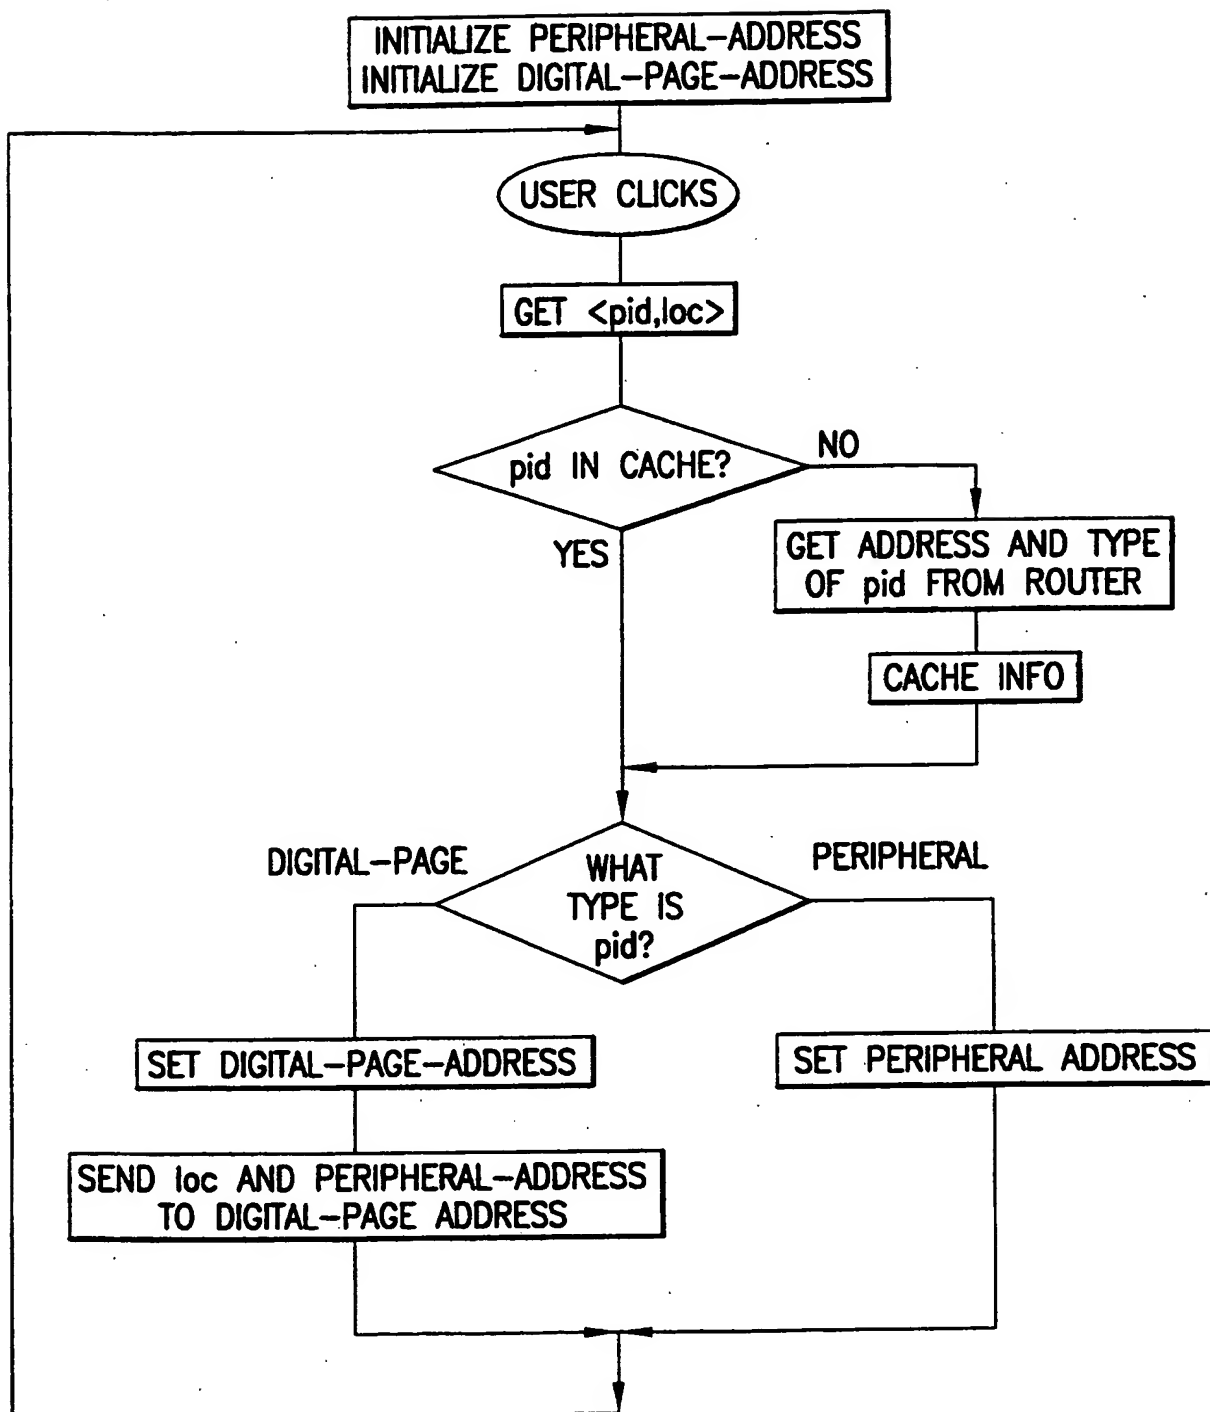 INITIALIZE PERIPHERAL-ADDRESS
INITIALIZE DIGITAL-PAGE-ADDRESS
USER CLICKS
GET <pid,loc>
pid IN CACHE?
NO
YES
GET ADDRESS AND TYPE
OF pid FROM ROUTER
CACHE INFO
DIGITAL-PAGE
WHAT
TYPE IS
pid?
PERIPHERAL
SET DIGITAL-PAGE-ADDRESS
SET PERIPHERAL ADDRESS
SEND loc AND PERIPHERAL-ADDRESS
TO DIGITAL-PAGE ADDRESS